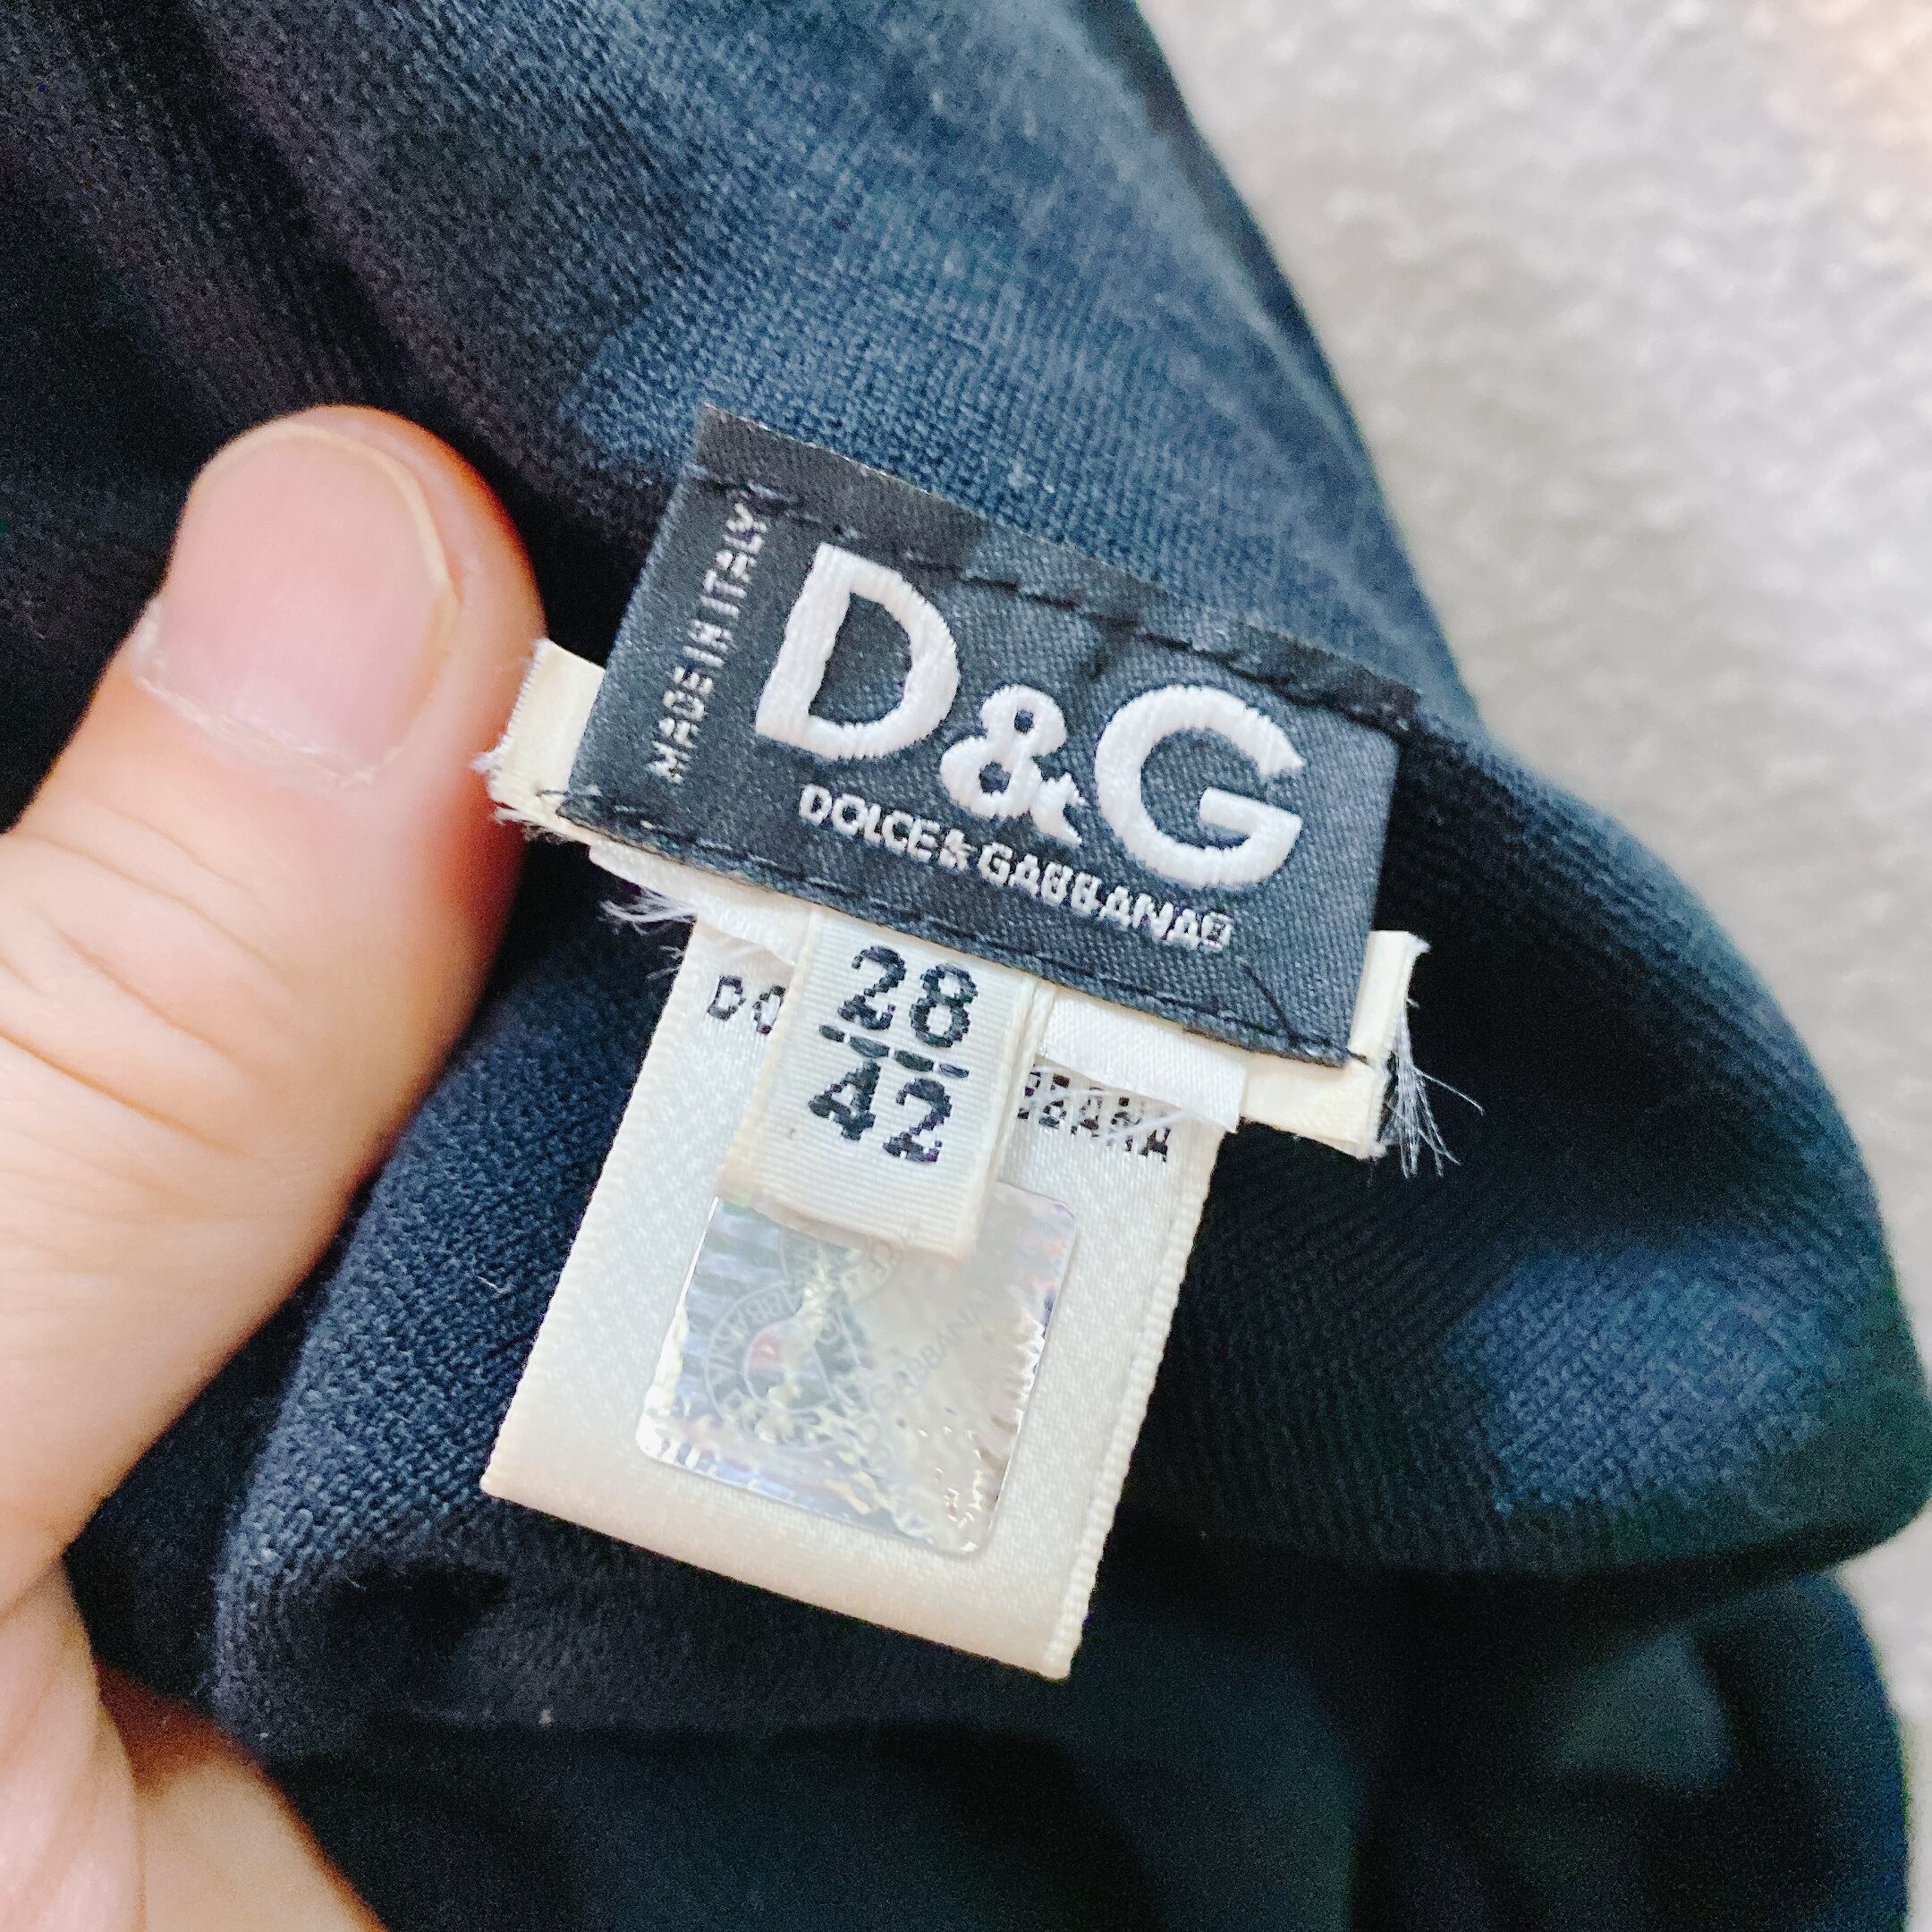 MADE IN ITALY
D&G
DOLCE & GABBANA
28
42